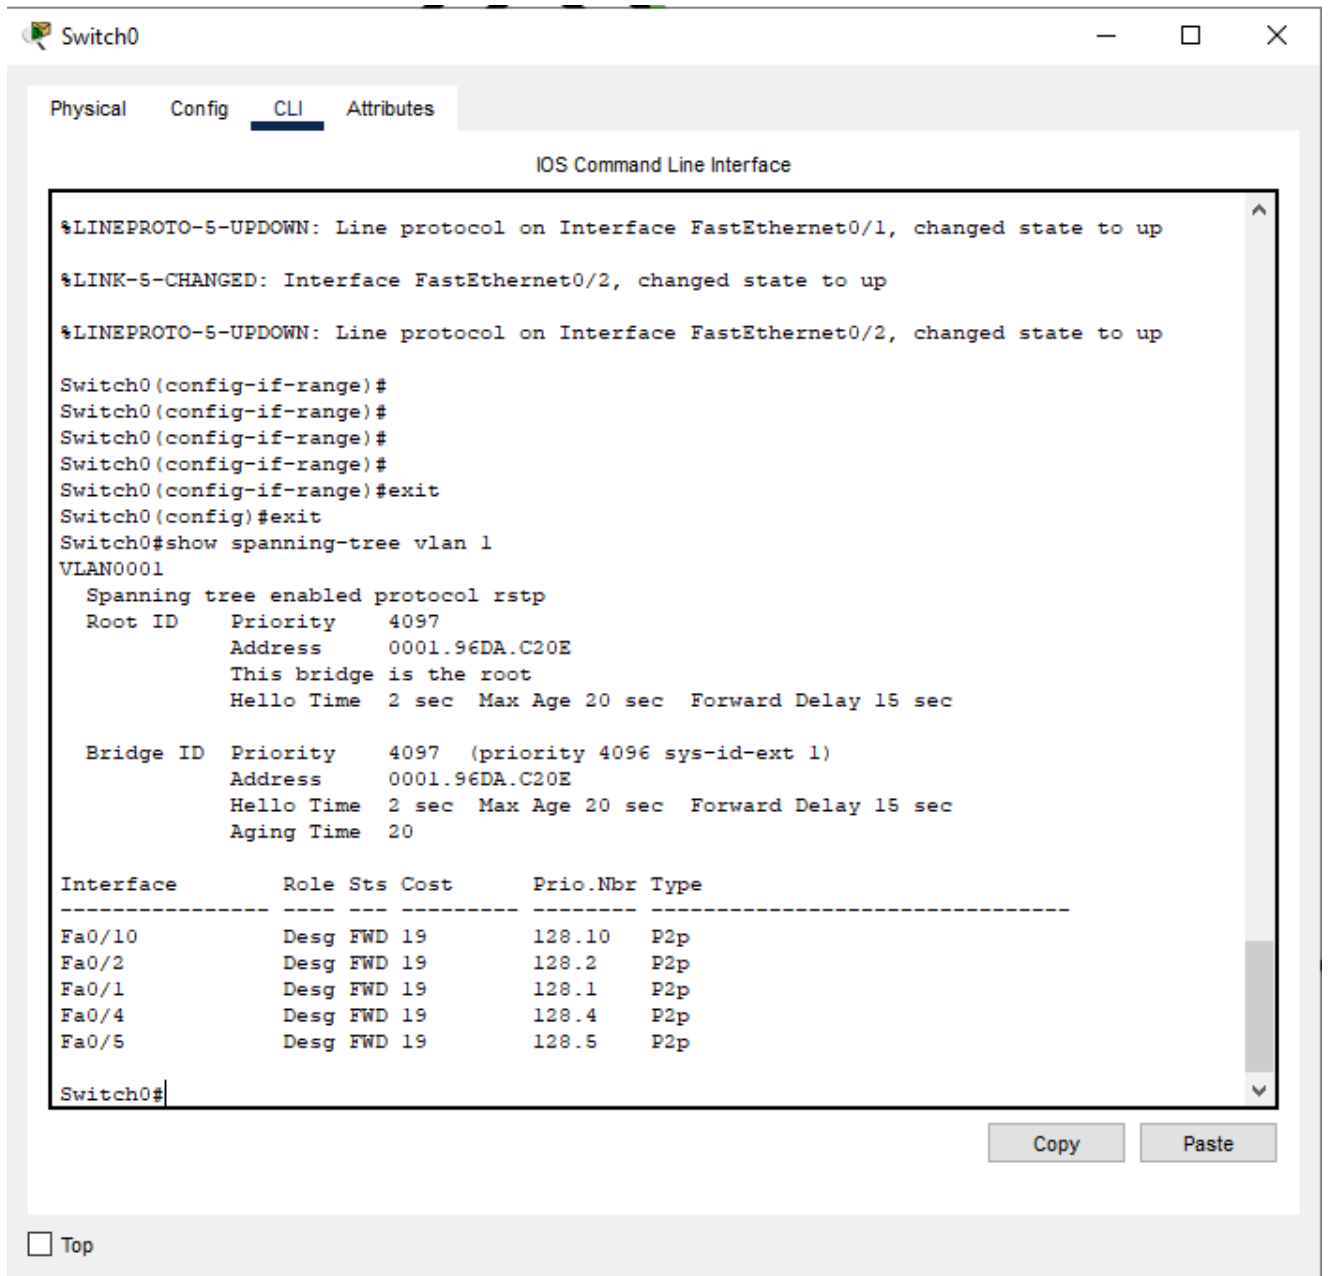 Switch0
Physical Config CLI Attributes
IOS Command Line Interface
%LINEPROTO-5-UPDOWN: Line protocol on Interface FastEthernet0/1, changed state to up
%LINK-5-CHANGED: Interface FastEthernet0/2, changed state to up
%LINEPROTO-5-UPDOWN: Line protocol on Interface FastEthernet0/2, changed state to up
Switch0(config-if-range)#
Switch0(config-if-range)#
Switch0(config-if-range)#
Switch0(config-if-range)#
Switch0(config-if-range)#exit
Switch0(config)#exit
Switch0#show spanning-tree vlan 1
VLAN0001
  Spanning tree enabled protocol rstp
  Root ID    Priority    4097
             Address     0001.96DA.C20E
             This bridge is the root
             Hello Time  2 sec  Max Age 20 sec  Forward Delay 15 sec
  Bridge ID  Priority    4097  (priority 4096 sys-id-ext 1)
             Address     0001.96DA.C20E
             Hello Time  2 sec  Max Age 20 sec  Forward Delay 15 sec
             Aging Time  20
Interface        Role Sts Cost      Prio.Nbr Type
---------------- ---- --- --------- -------- --------------------------------
Fa0/10           Desg FWD 19        128.10   P2p
Fa0/2            Desg FWD 19        128.2    P2p
Fa0/1            Desg FWD 19        128.1    P2p
Fa0/4            Desg FWD 19        128.4    P2p
Fa0/5            Desg FWD 19        128.5    P2p
Switch0#
Copy Paste
Top